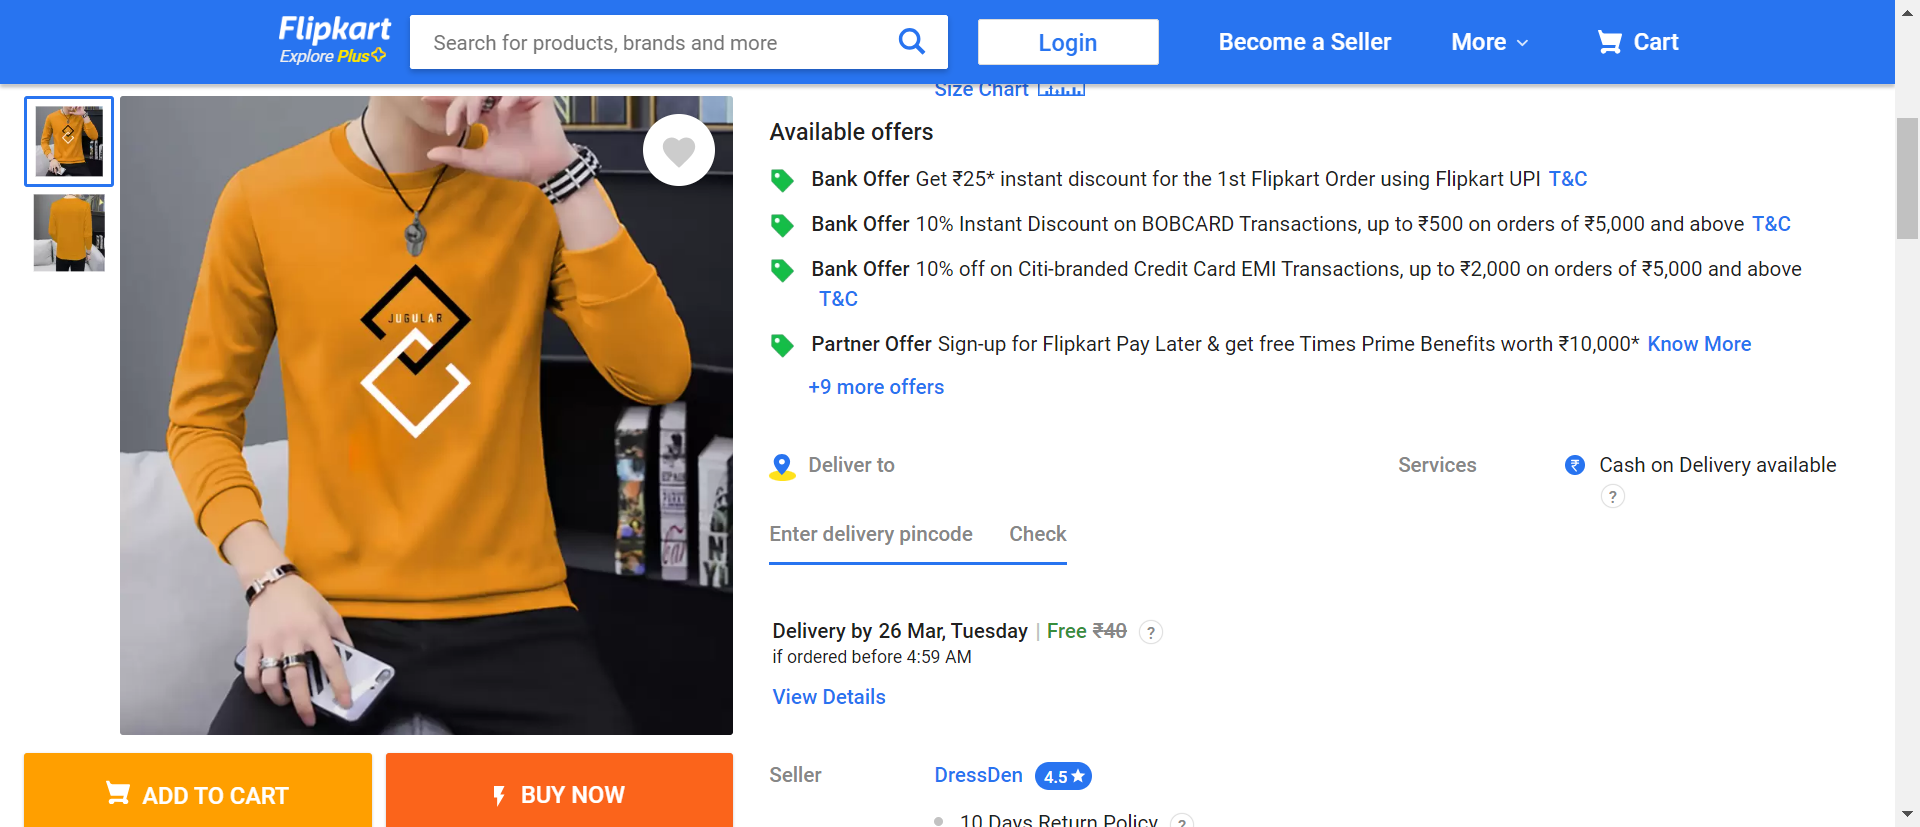 Flipkart
Explore Plus
Search for products, brands and more
Login
Become a Seller
More
Cart
Size Chart
JUGULAR
Available offers
Bank Offer Get ₹25* instant discount for the 1st Flipkart Order using Flipkart UPI T&C
Bank Offer 10% Instant Discount on BOBCARD Transactions, up to ₹500 on orders of ₹5,000 and above T&C
Bank Offer 10% off on Citi-branded Credit Card EMI Transactions, up to ₹2,000 on orders of ₹5,000 and above
T&C
Partner Offer Sign-up for Flipkart Pay Later & get free Times Prime Benefits worth ₹10,000* Know More
+9 more offers
Deliver to
Services
₹ Cash on Delivery available
?
Enter delivery pincode
Check
Delivery by 26 Mar, Tuesday | Free ₹40 ?
if ordered before 4:59 AM
View Details
ADD TO CART
BUY NOW
Seller
DressDen 4.5★
10 Days Return Policy ?